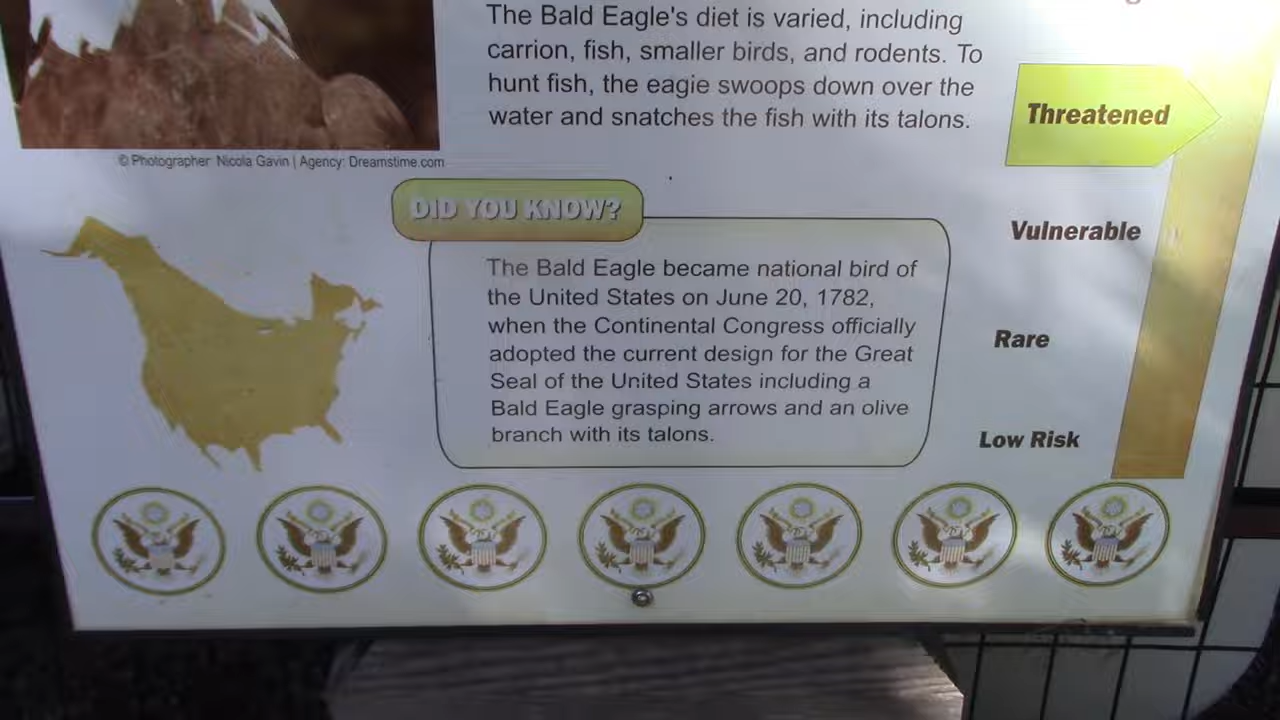 The Bald Eagle's diet is varied, including
carrion, fish, smaller birds, and rodents. To
hunt fish, the eagie swoops down over the
water and snatches the fish with its talons.
© Photographer: Nicola Gavin | Agency: Dreamstime.com
DID YOU KNOW?
The Bald Eagle became national bird of
the United States on June 20, 1782,
when the Continental Congress officially
adopted the current design for the Great
Seal of the United States including a
Bald Eagle grasping arrows and an olive
branch with its talons.
Threatened
Vulnerable
Rare
Low Risk